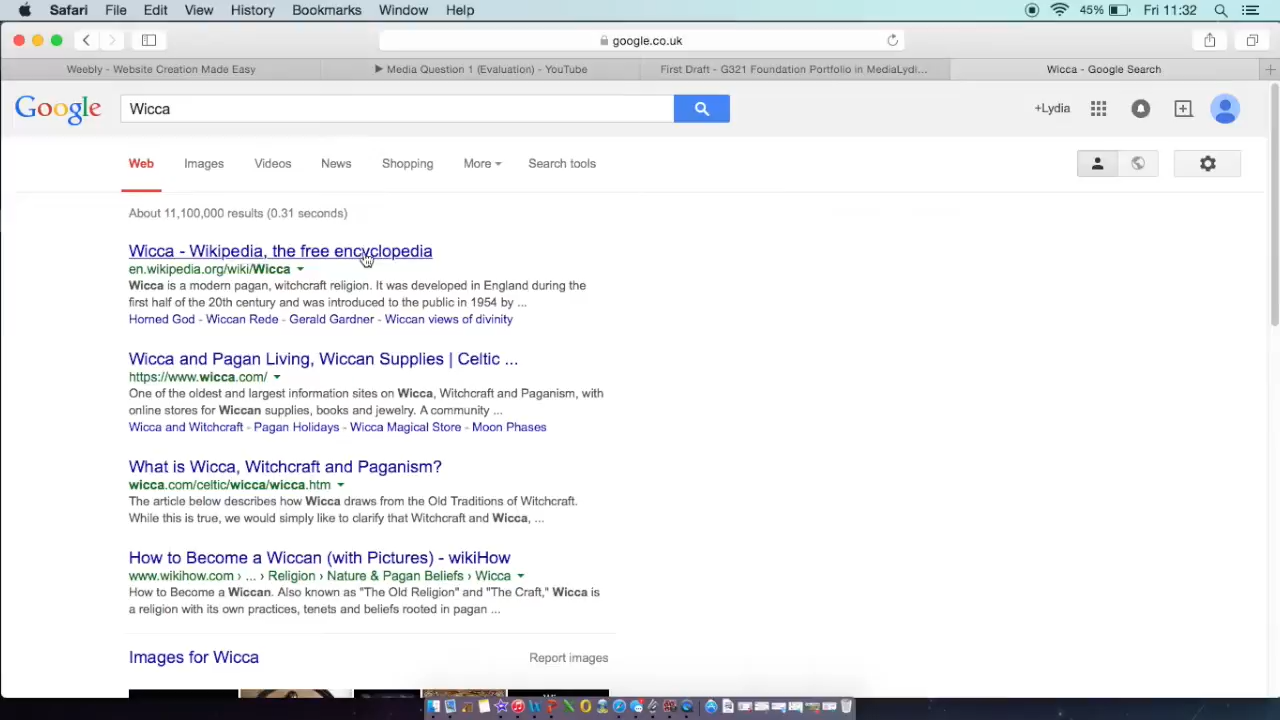 Safari File Edit View History Bookmarks Window Help 45% Fri 11:32
google.co.uk
Weebly - Website Creation Made Easy ▶ Media Question 1 (Evaluation) - YouTube First Draft - G321 Foundation Portfolio in MediaLydi... Wicca - Google Search
Google Wicca +Lydia
Web Images Videos News Shopping More Search tools
About 11,100,000 results (0.31 seconds)
Wicca - Wikipedia, the free encyclopedia
en.wikipedia.org/wiki/Wicca
Wicca is a modern pagan, witchcraft religion. It was developed in England during the
first half of the 20th century and was introduced to the public in 1954 by ...
Horned God - Wiccan Rede - Gerald Gardner - Wiccan views of divinity
Wicca and Pagan Living, Wiccan Supplies | Celtic ...
https://www.wicca.com/
One of the oldest and largest information sites on Wicca, Witchcraft and Paganism, with
online stores for Wiccan supplies, books and jewelry. A community ...
Wicca and Witchcraft - Pagan Holidays - Wicca Magical Store - Moon Phases
What is Wicca, Witchcraft and Paganism?
wicca.com/celtic/wicca/wicca.htm
The article below describes how Wicca draws from the Old Traditions of Witchcraft.
While this is true, we would simply like to clarify that Witchcraft and Wicca, ...
How to Become a Wiccan (with Pictures) - wikiHow
www.wikihow.com › ... › Religion › Nature & Pagan Beliefs › Wicca
How to Become a Wiccan. Also known as "The Old Religion" and "The Craft," Wicca is
a religion with its own practices, tenets and beliefs rooted in pagan ...
Images for Wicca Report images